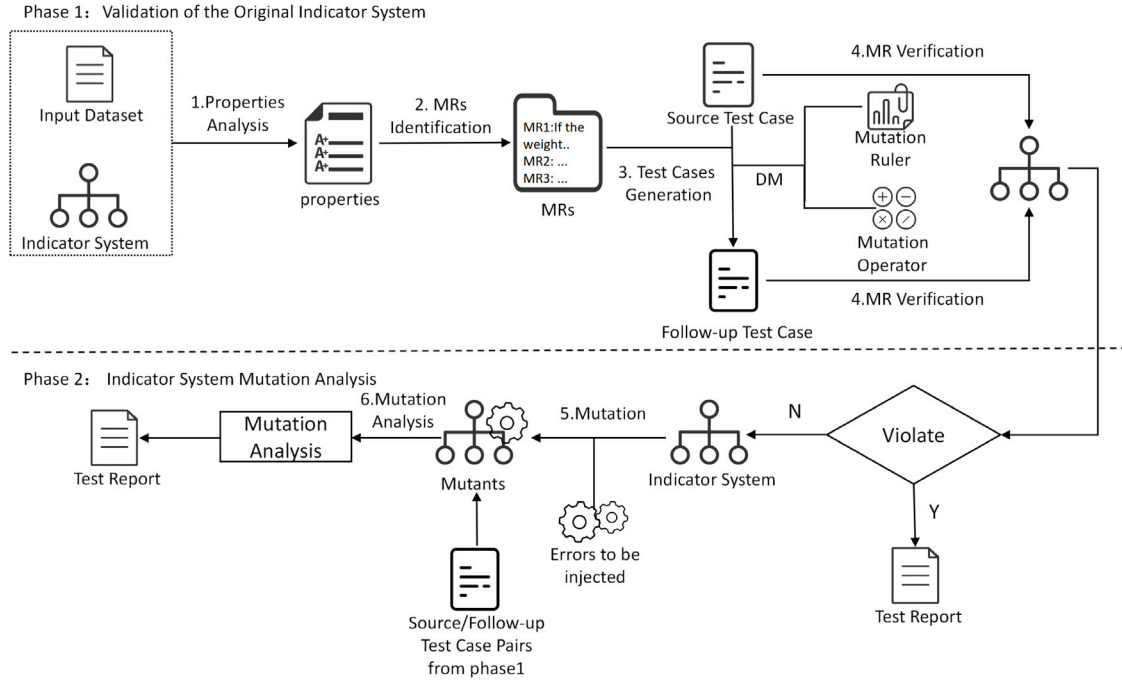 Phase 1： Validation of the Original Indicator System
Input Dataset
Indicator System
1.Properties
Analysis
A+
A+
A+
properties
2. MRs
Identification
MR1:If the
weight..
MR2: ...
MR3: ...
MRs
3. Test Cases
Generation
Source Test Case
DM
Mutation
Ruler
Mutation
Operator
Follow-up Test Case
4.MR Verification
4.MR Verification
Phase 2： Indicator System Mutation Analysis
Violate
N
Y
Test Report
Indicator System
5.Mutation
Errors to be
injected
Mutants
Source/Follow-up
Test Case Pairs
from phase1
6.Mutation
Analysis
Mutation
Analysis
Test Report